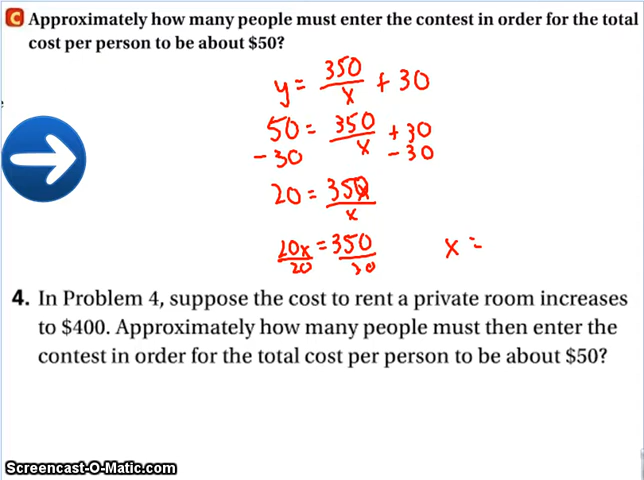 C Approximately how many people must enter the contest in order for the total
cost per person to be about $50?
y = 350/x + 30
50 = 350/x + 30
- 30 - 30
20 = 350/x
20x/20 = 350/20 x =
4. In Problem 4, suppose the cost to rent a private room increases
to $400. Approximately how many people must then enter the
contest in order for the total cost per person to be about $50?
Screencast-O-Matic.com